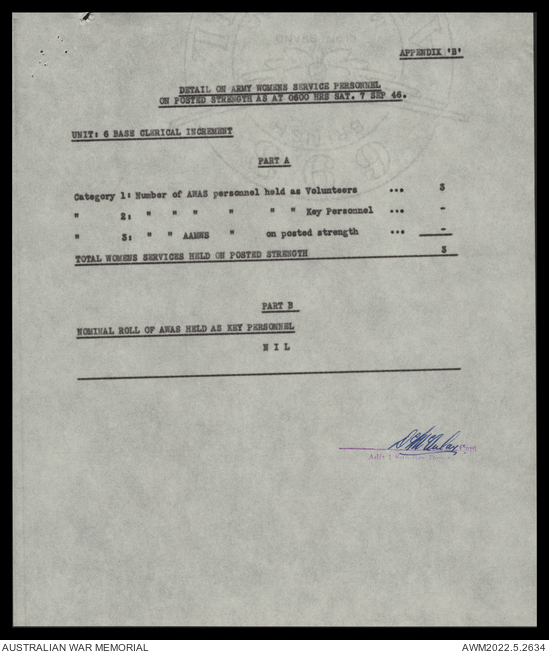 APPENDIX 'B'
DETAIL ON ARMY WOMENS SERVICE PERSONNEL
ON POSTED STRENGTH AS AT 0600 HRS SAT. 7 SEP 46.
UNIT: 6 BASE CLERICAL INCREMENT
PART A
Category 1: Number of AWAS personnel held as Volunteers ... 3
" 2: " " " " " " Key Personnel ... -
" 3: " " AAMWS " on posted strength ... -
TOTAL WOMENS SERVICES HELD ON POSTED STRENGTH 3
PART B
NOMINAL ROLL OF AWAS HELD AS KEY PERSONNEL
N I L
Capt
AUSTRALIAN WAR MEMORIAL AWM2022.5.2634